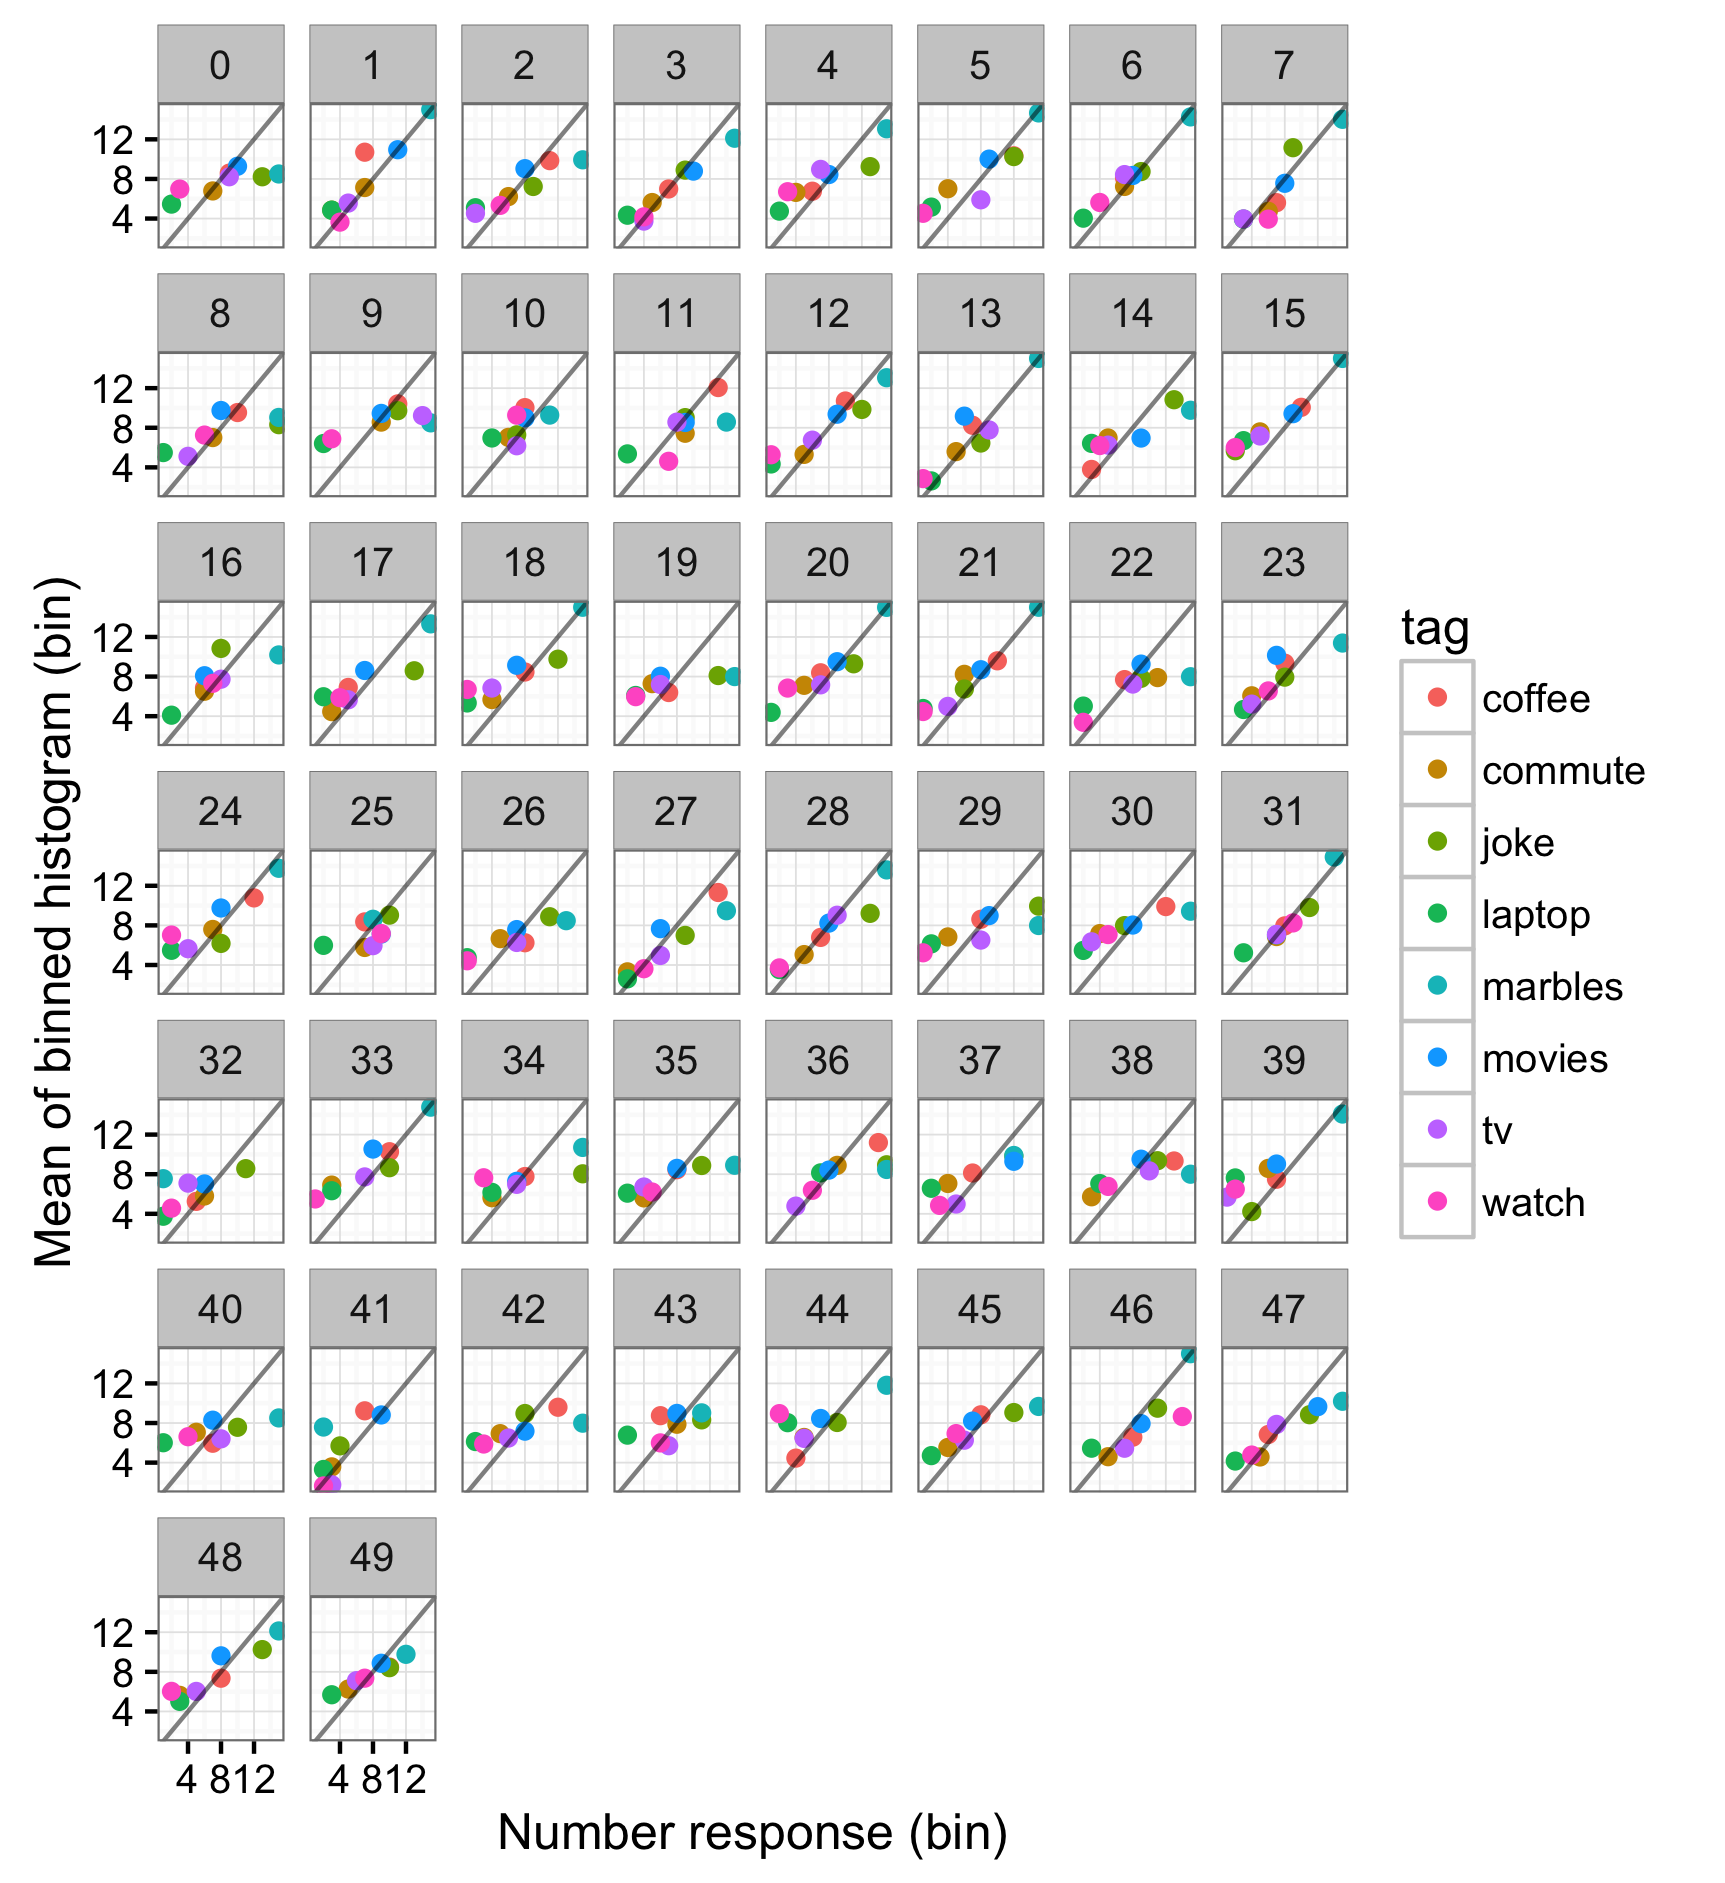 0 1 2 3 4 5 6 7
12
8
4
8 9 10 11 12 13 14 15
12
8
4
16 17 18 19 20 21 22 23
12
8
4
24 25 26 27 28 29 30 31
12
8
4
32 33 34 35 36 37 38 39
12
8
4
40 41 42 43 44 45 46 47
12
8
4
48 49
12
8
4
4 8 12 4 8 12
Number response (bin)
Mean of binned histogram (bin)
tag
coffee
commute
joke
laptop
marbles
movies
tv
watch